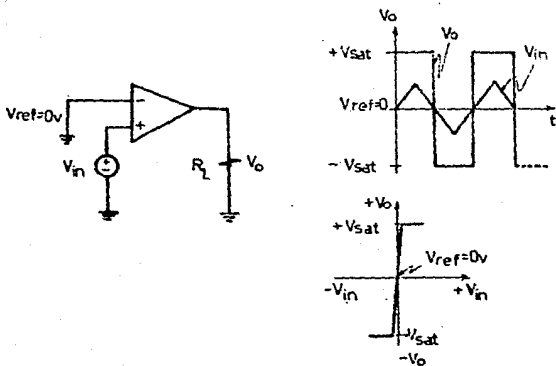 Vref=0v
-
+
Vin
R2
Vo
Vo
+Vsat
Vo
Vin
Vref=0
t
-Vsat
+Vo
+Vsat
Vref=0v
-Vin
+Vin
-Vsat
-Vo